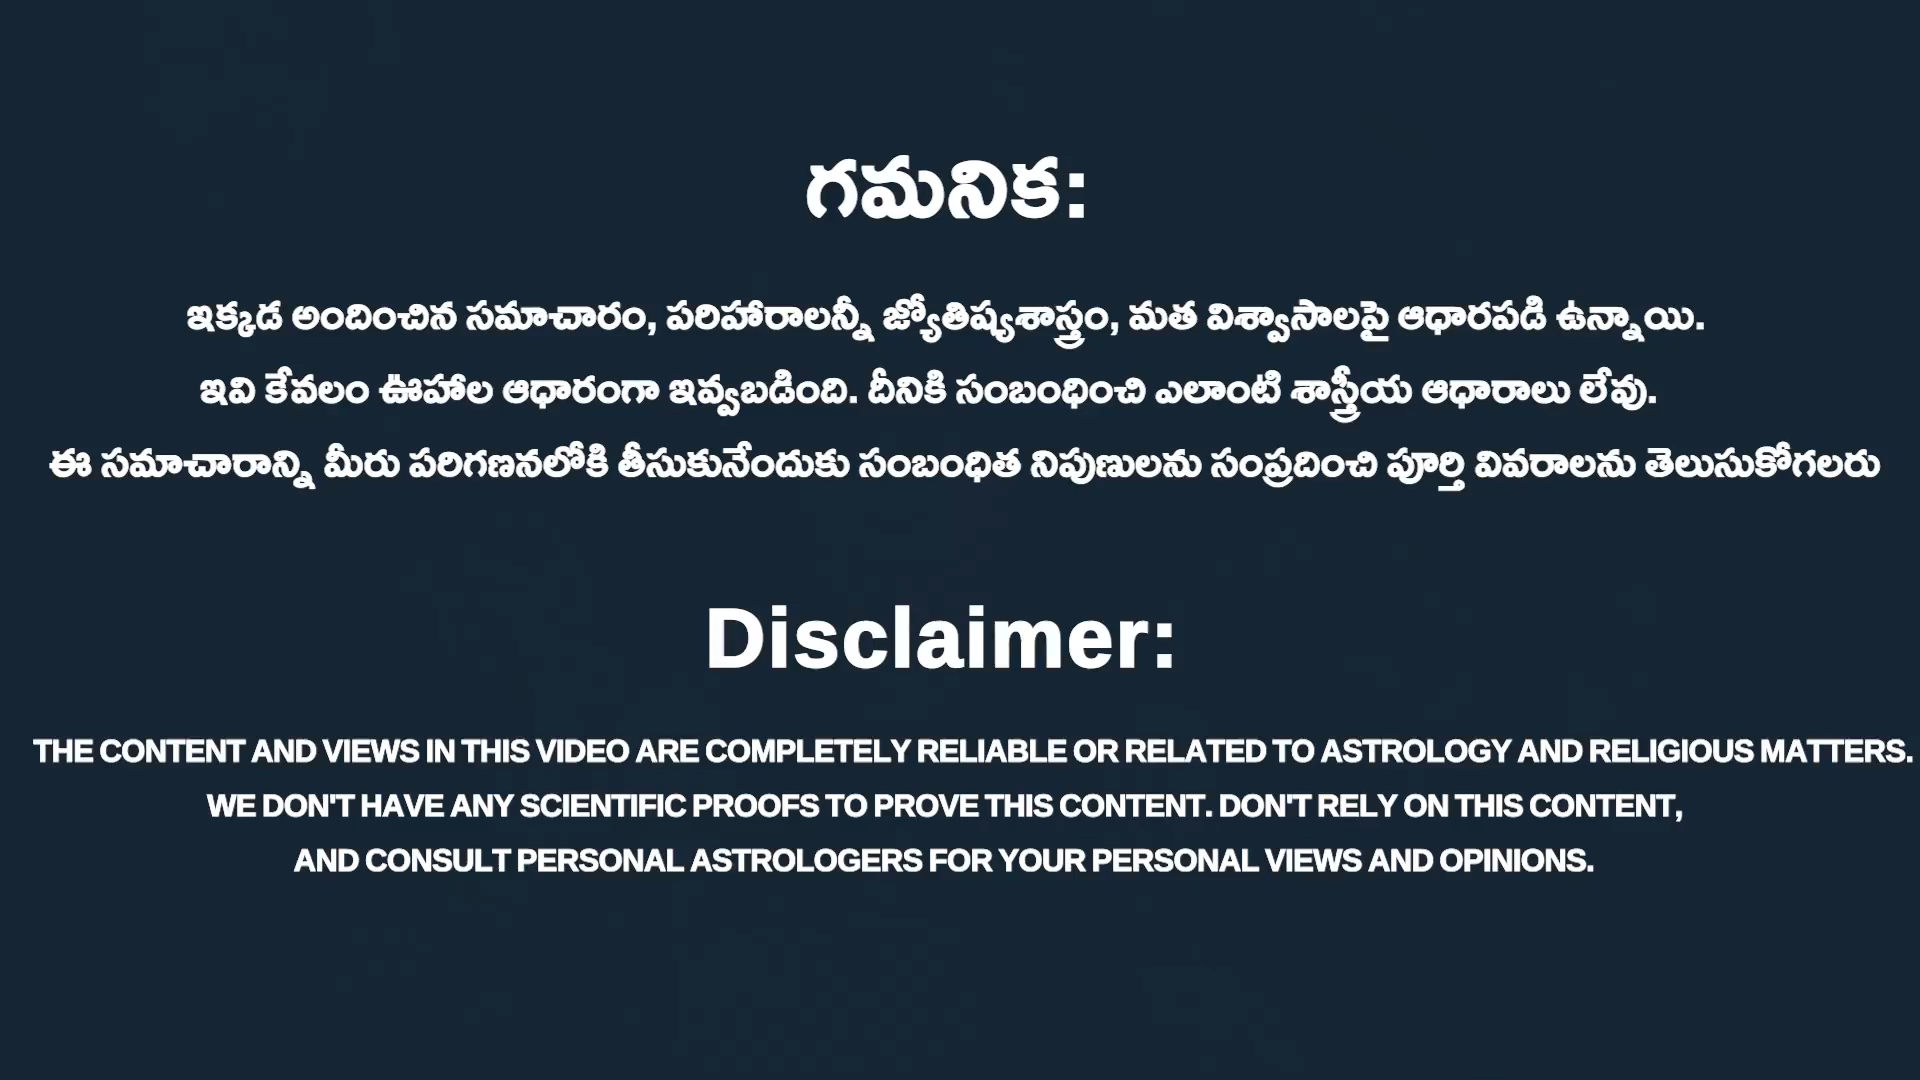 గమనిక:
ఇక్కడ అందించిన సమాచారం, పరిహారాలన్నీ జ్యోతిష్యశాస్త్రం, మత విశ్వాసాలపై ఆధారపడి ఉన్నాయి.
ఇవి కేవలం ఊహాల ఆధారంగా ఇవ్వబడింది. దీనికి సంబంధించి ఎలాంటి శాస్త్రీయ ఆధారాలు లేవు.
ఈ సమాచారాన్ని మీరు పరిగణనలోకి తీసుకునేందుకు సంబంధిత నిపుణులను సంప్రదించి పూర్తి వివరాలను తెలుసుకోగలరు
Disclaimer:
THE CONTENT AND VIEWS IN THIS VIDEO ARE COMPLETELY RELIABLE OR RELATED TO ASTROLOGY AND RELIGIOUS MATTERS.
WE DON'T HAVE ANY SCIENTIFIC PROOFS TO PROVE THIS CONTENT. DON'T RELY ON THIS CONTENT,
AND CONSULT PERSONAL ASTROLOGERS FOR YOUR PERSONAL VIEWS AND OPINIONS.